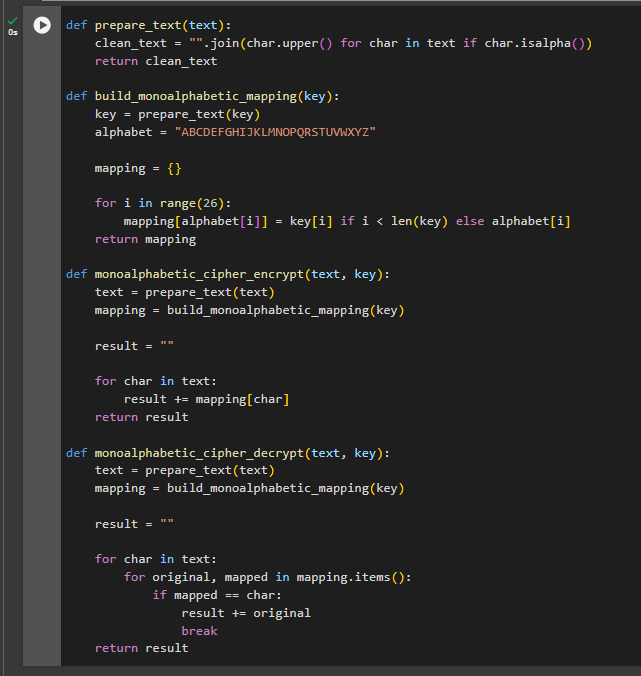 0s
def prepare_text(text):
    clean_text = "".join(char.upper() for char in text if char.isalpha())
    return clean_text

def build_monoalphabetic_mapping(key):
    key = prepare_text(key)
    alphabet = "ABCDEFGHIJKLMNOPQRSTUVWXYZ"

    mapping = {}

    for i in range(26):
        mapping[alphabet[i]] = key[i] if i < len(key) else alphabet[i]
    return mapping

def monoalphabetic_cipher_encrypt(text, key):
    text = prepare_text(text)
    mapping = build_monoalphabetic_mapping(key)

    result = ""

    for char in text:
        result += mapping[char]
    return result

def monoalphabetic_cipher_decrypt(text, key):
    text = prepare_text(text)
    mapping = build_monoalphabetic_mapping(key)

    result = ""

    for char in text:
        for original, mapped in mapping.items():
            if mapped == char:
                result += original
                break
    return result